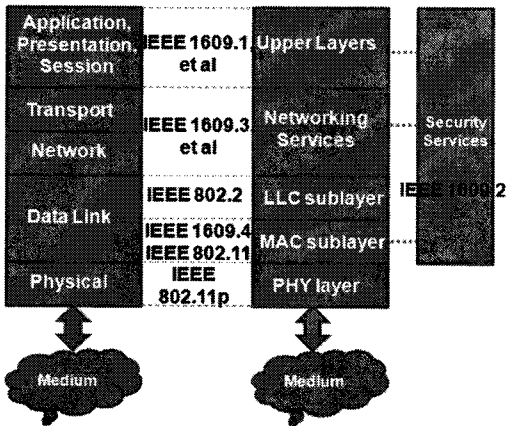 Application,
Presentation,
Session
IEEE 1609.1,
et al
Upper Layers
Transport
Network
IEEE 1609.3,
et al
Networking
Services
Security
Services
IEEE 1609.2
Data Link
IEEE 802.2
LLC sublayer
IEEE 1609.4
IEEE 802.11
MAC sublayer
Physical
IEEE
802.11p
PHY layer
Medium
Medium